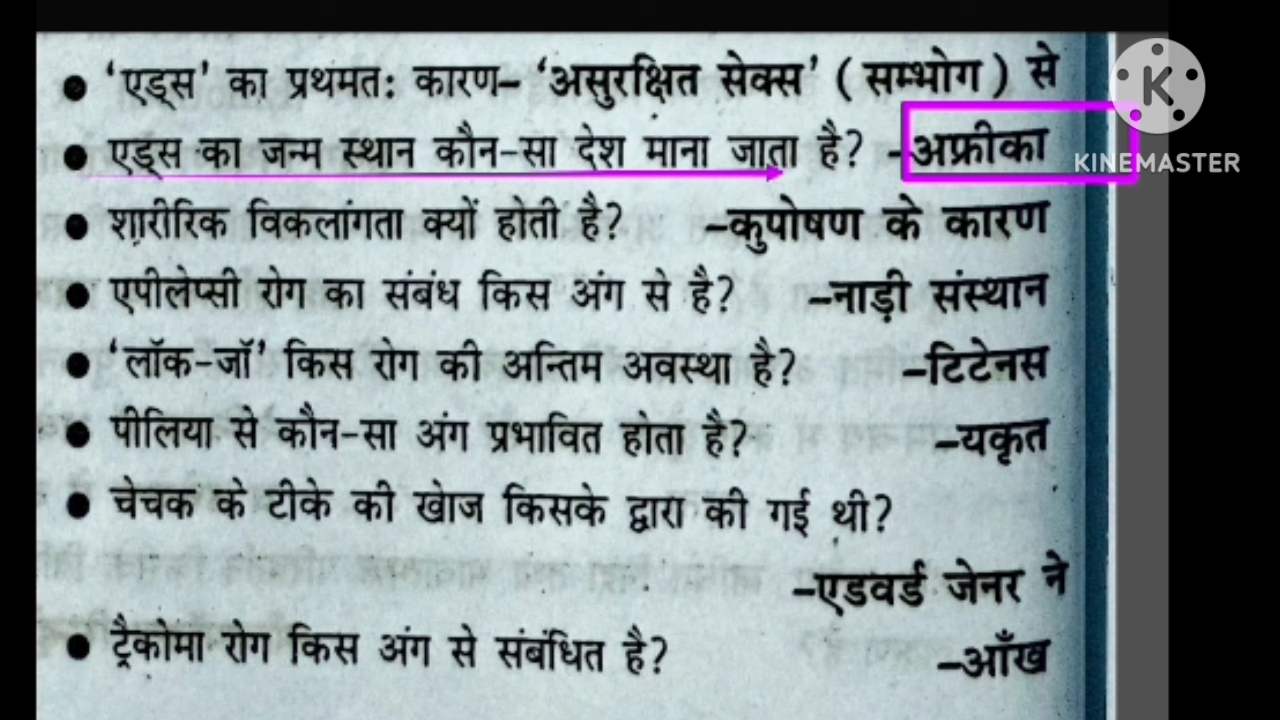 • 'एड्स' का प्रथमतः कारण– 'असुरक्षित सेक्स' ( सम्भोग ) से
• एड्स का जन्म स्थान कौन-सा देश माना जाता है? –अफ्रीका
KINEMASTER
• शारीरिक विकलांगता क्यों होती है? –कुपोषण के कारण
• एपीलेप्सी रोग का संबंध किस अंग से है? –नाड़ी संस्थान
• 'लॉक-जॉ' किस रोग की अन्तिम अवस्था है? –टिटेनस
• पीलिया से कौन-सा अंग प्रभावित होता है? –यकृत
• चेचक के टीके की खोज किसके द्वारा की गई थी?
–एडवर्ड जेनर ने
• ट्रैकोमा रोग किस अंग से संबंधित है? –आँख